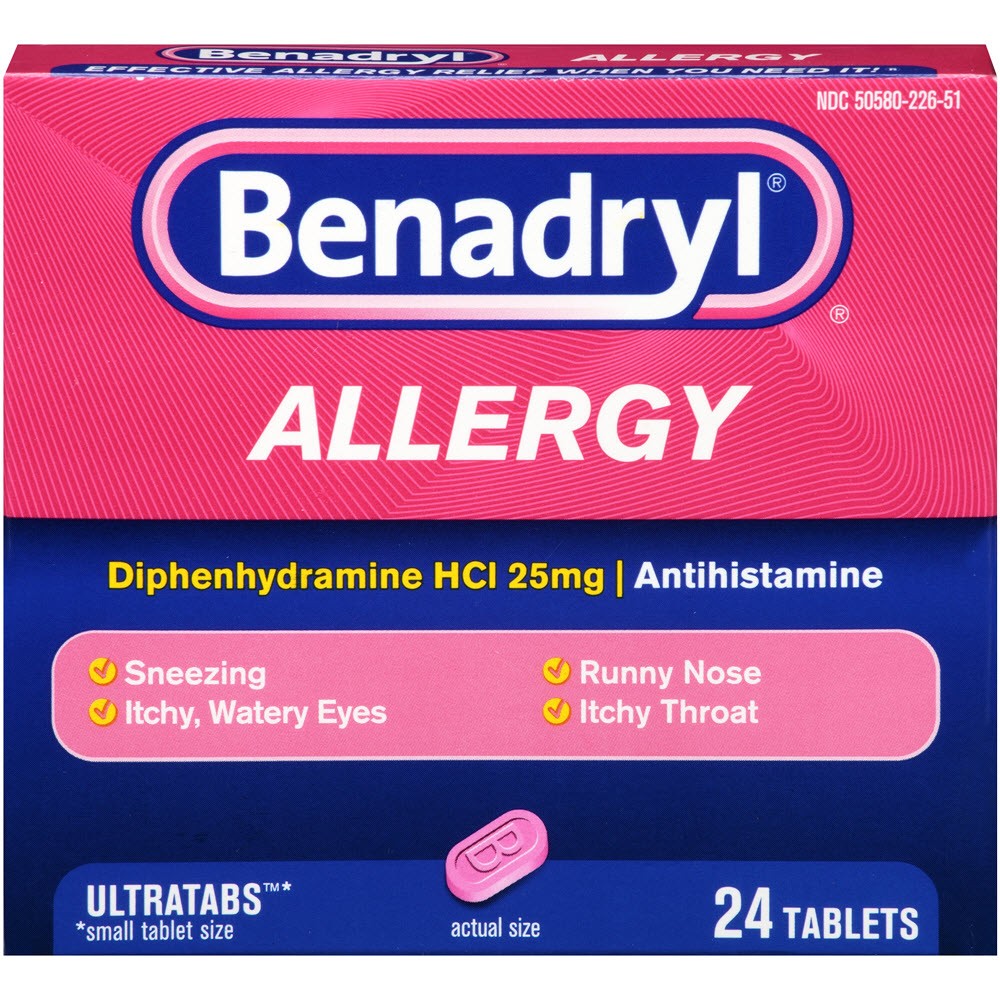 Benadryl® ALLERGY
EFFECTIVE ALLERGY RELIEF WHEN YOU NEED IT!*
NDC 50580-226-51
Benadryl®
®
ALLERGY
Diphenhydramine HCl 25mg | Antihistamine
Sneezing
Runny Nose
Itchy, Watery Eyes
Itchy Throat
B
ULTRATABS™*
*small tablet size
actual size
24 TABLETS